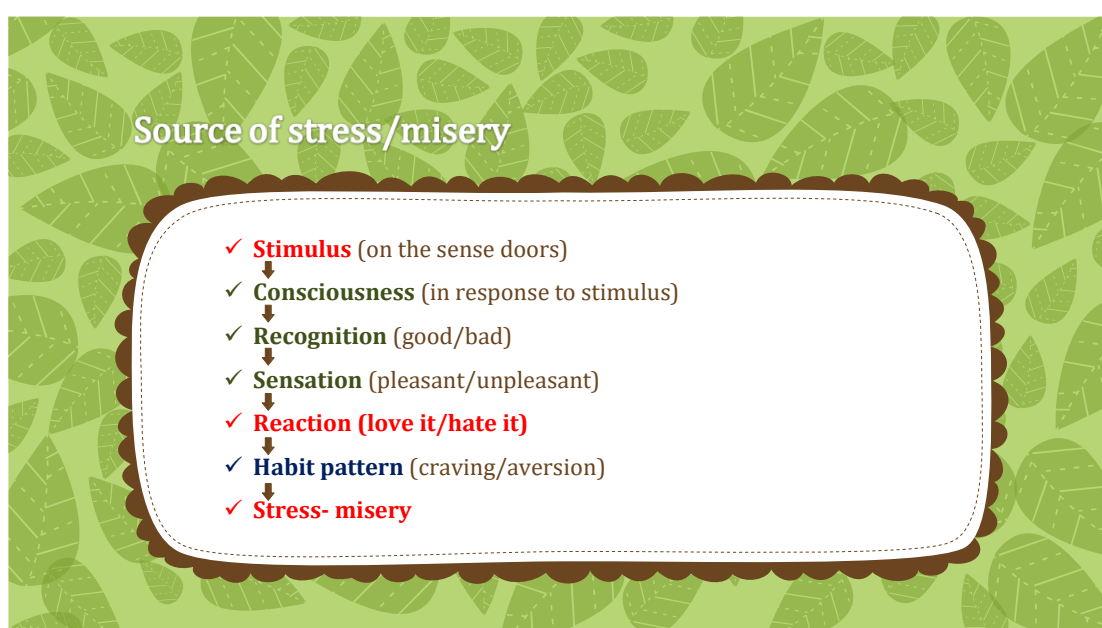 Source of stress/misery
✓ Stimulus (on the sense doors)
✓ Consciousness (in response to stimulus)
✓ Recognition (good/bad)
✓ Sensation (pleasant/unpleasant)
✓ Reaction (love it/hate it)
✓ Habit pattern (craving/aversion)
✓ Stress- misery